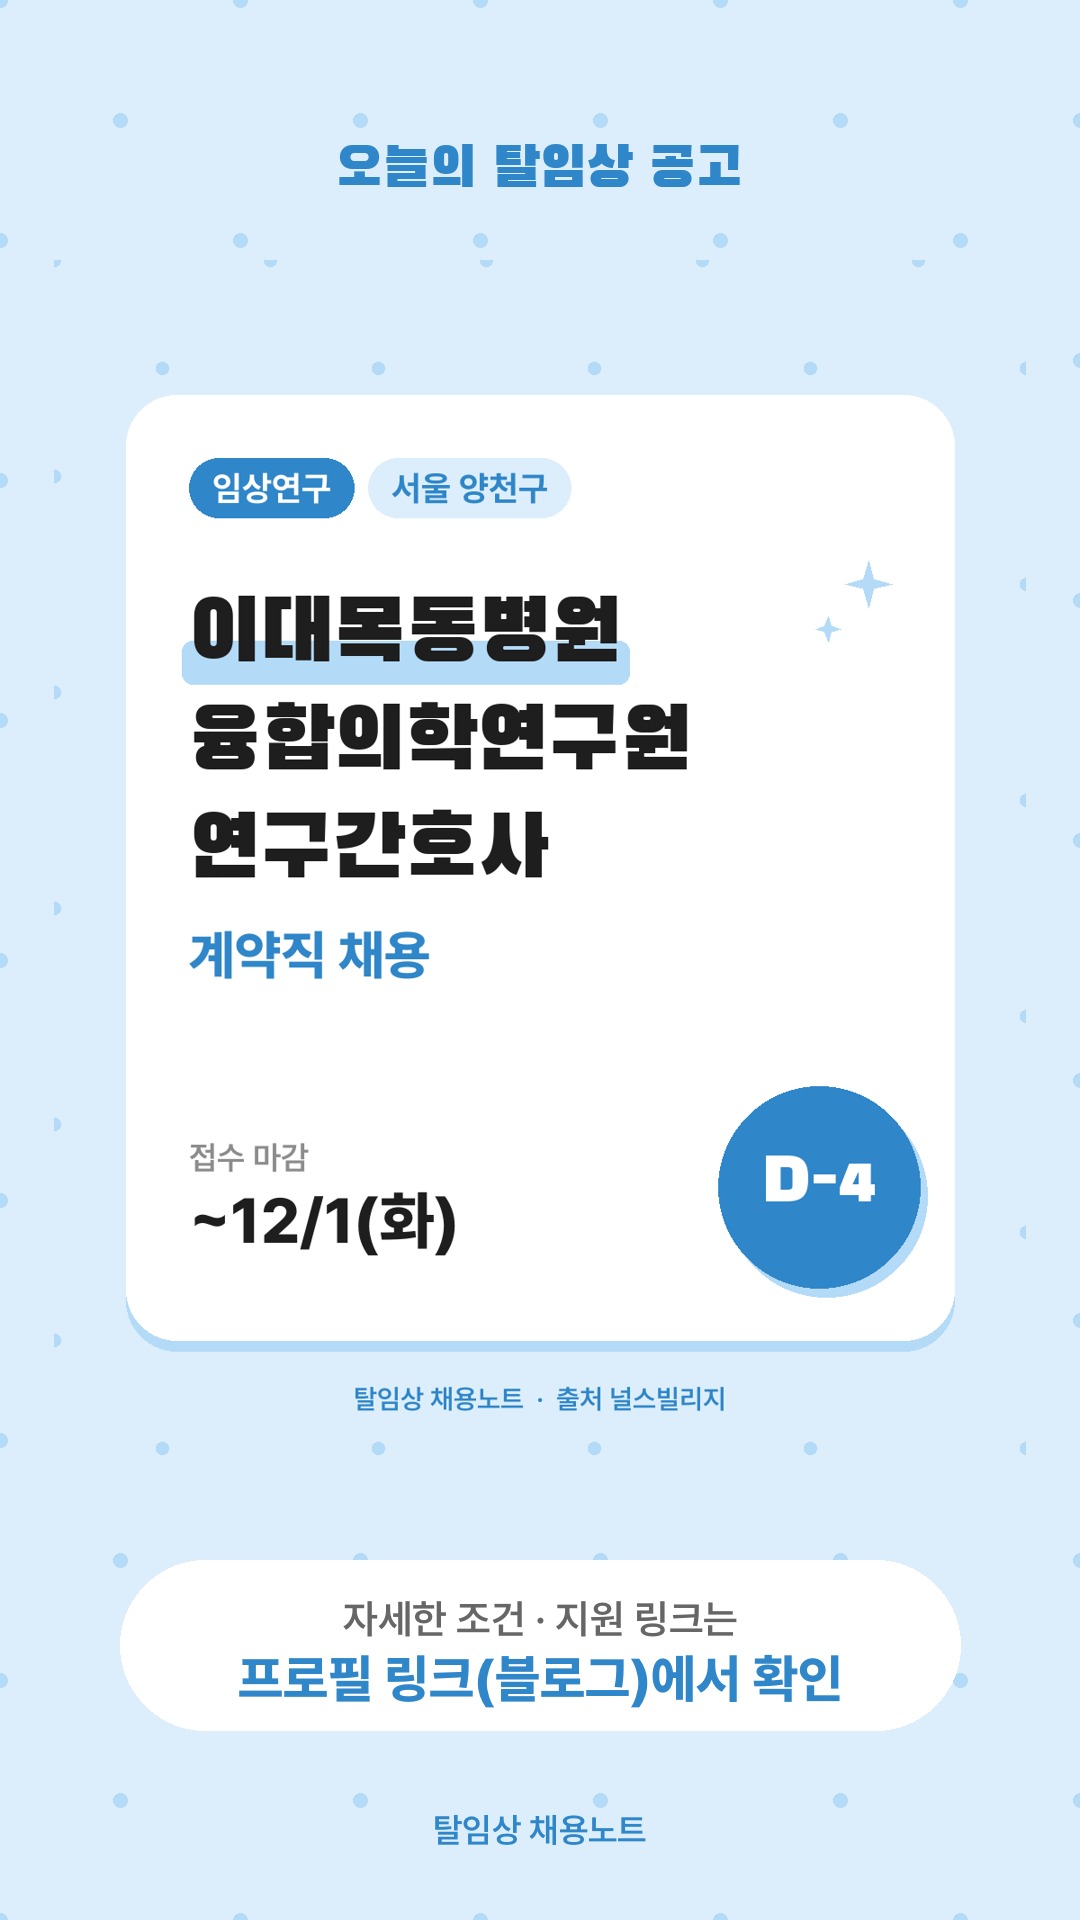 오늘의 탈임상 공고
임상연구 서울 양천구
이대목동병원
융합의학연구원
연구간호사
계약직 채용
접수 마감
~12/1(화)
D-4
탈임상 채용노트 · 출처 널스빌리지
자세한 조건 · 지원 링크는
프로필 링크(블로그)에서 확인
탈임상 채용노트